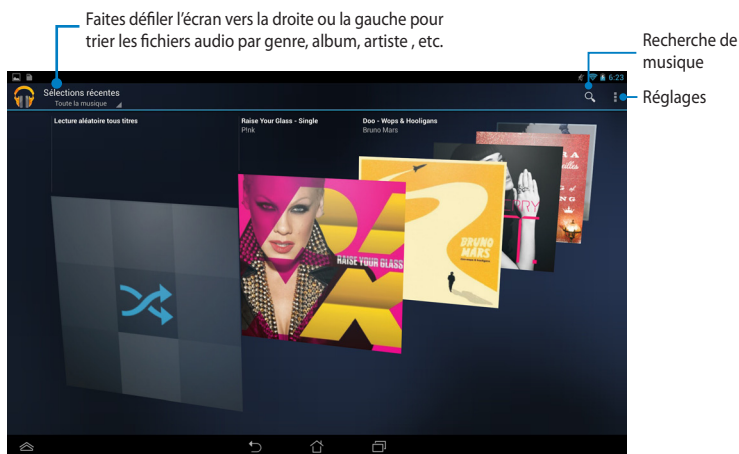 Faites défiler l'écran vers la droite ou la gauche pour
trier les fichiers audio par genre, album, artiste , etc.
Recherche de
musique
Réglages
6:23
Sélections récentes
Toute la musique
Lecture aléatoire tous titres
Raise Your Glass - Single
P!nk
Doo - Wops & Hooligans
Bruno Mars
RAISE YOUR GLASS
BRUNO
MARS
RRY
RA